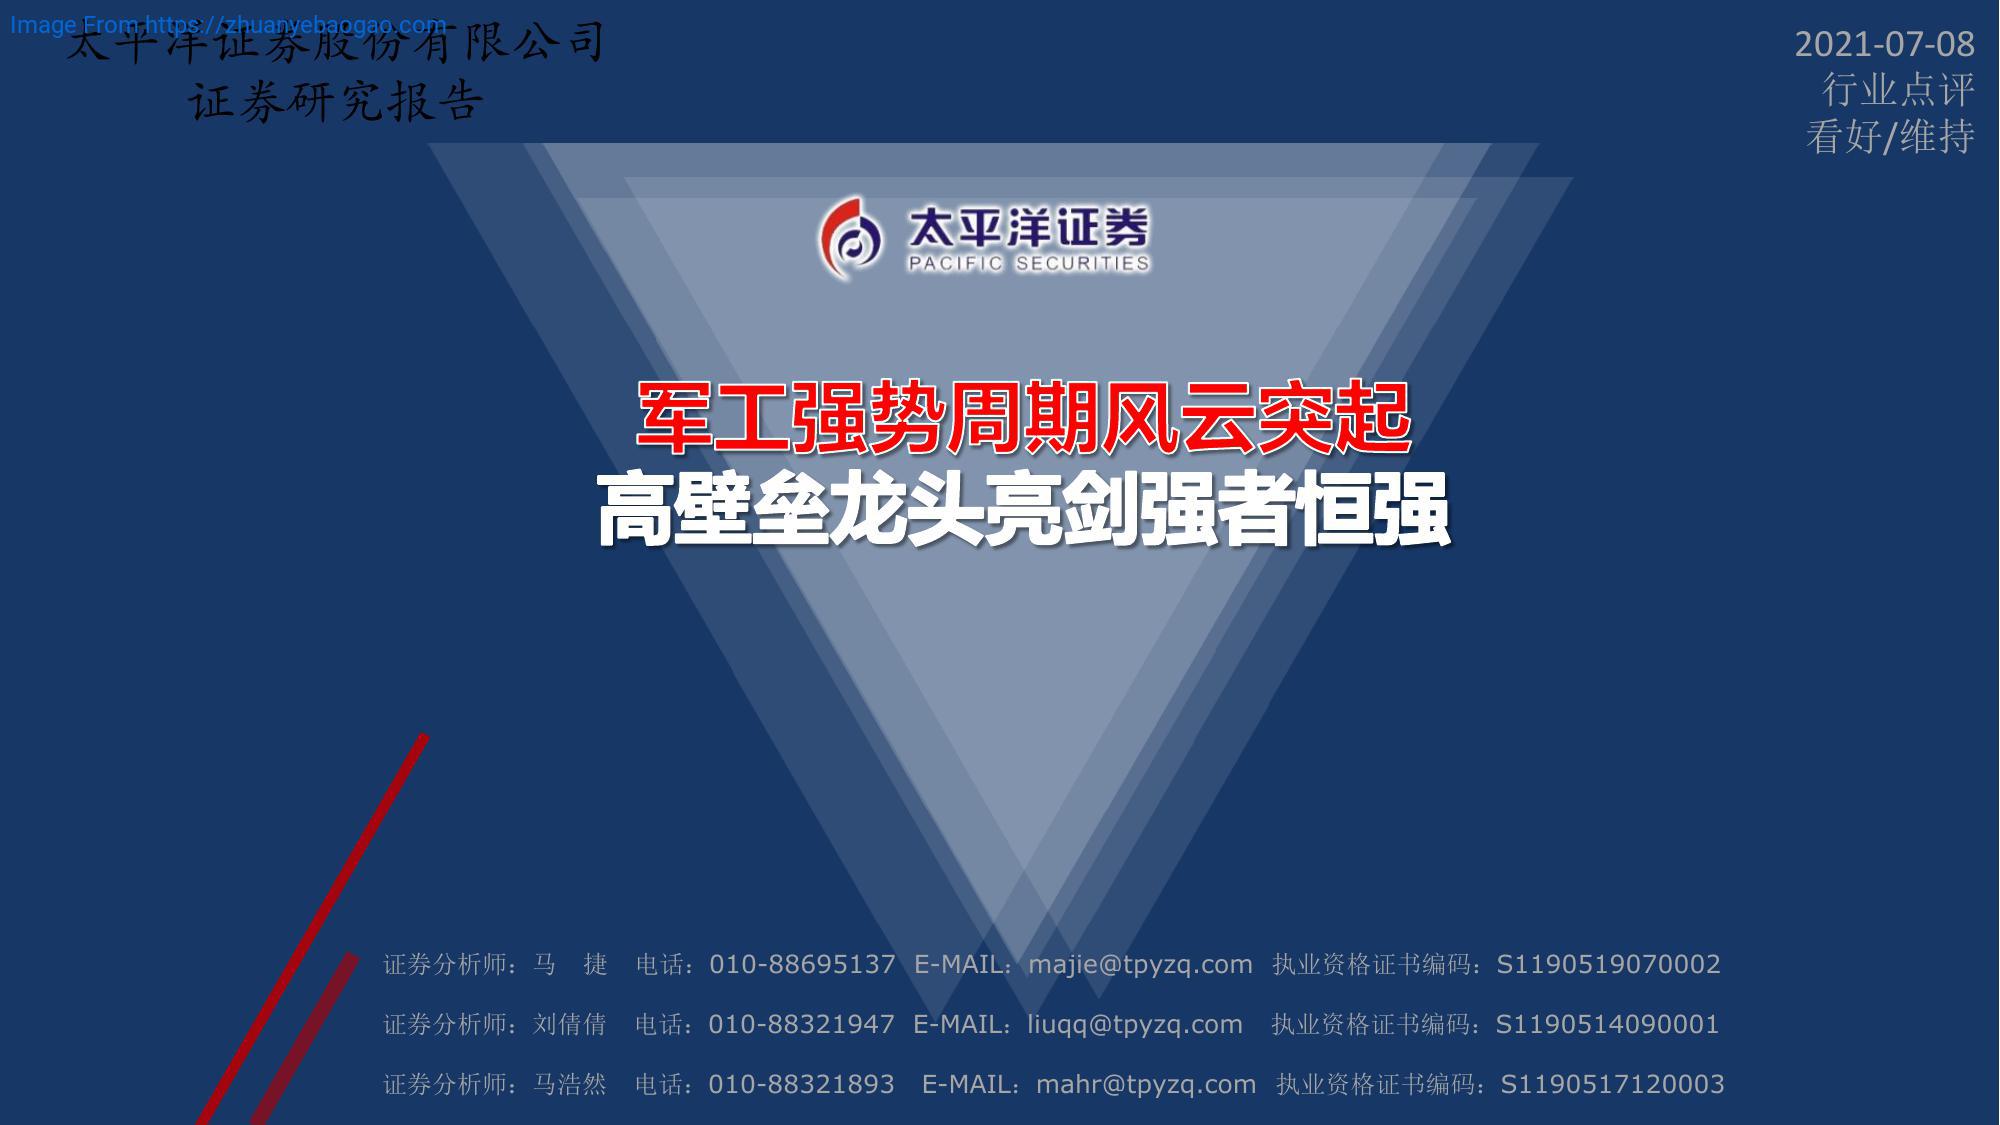 Image From https://zhuanyebaogao.com
太平洋证券股份有限公司
证券研究报告
2021-07-08
行业点评
看好/维持
太平洋证券
PACIFIC SECURITIES
军工强势周期风云突起
高壁垒龙头亮剑强者恒强
证券分析师：马　捷　电话：010-88695137 E-MAIL：majie@tpyzq.com 执业资格证书编码：S1190519070002
证券分析师：刘倩倩　电话：010-88321947 E-MAIL：liuqq@tpyzq.com 执业资格证书编码：S1190514090001
证券分析师：马浩然　电话：010-88321893 E-MAIL：mahr@tpyzq.com 执业资格证书编码：S1190517120003